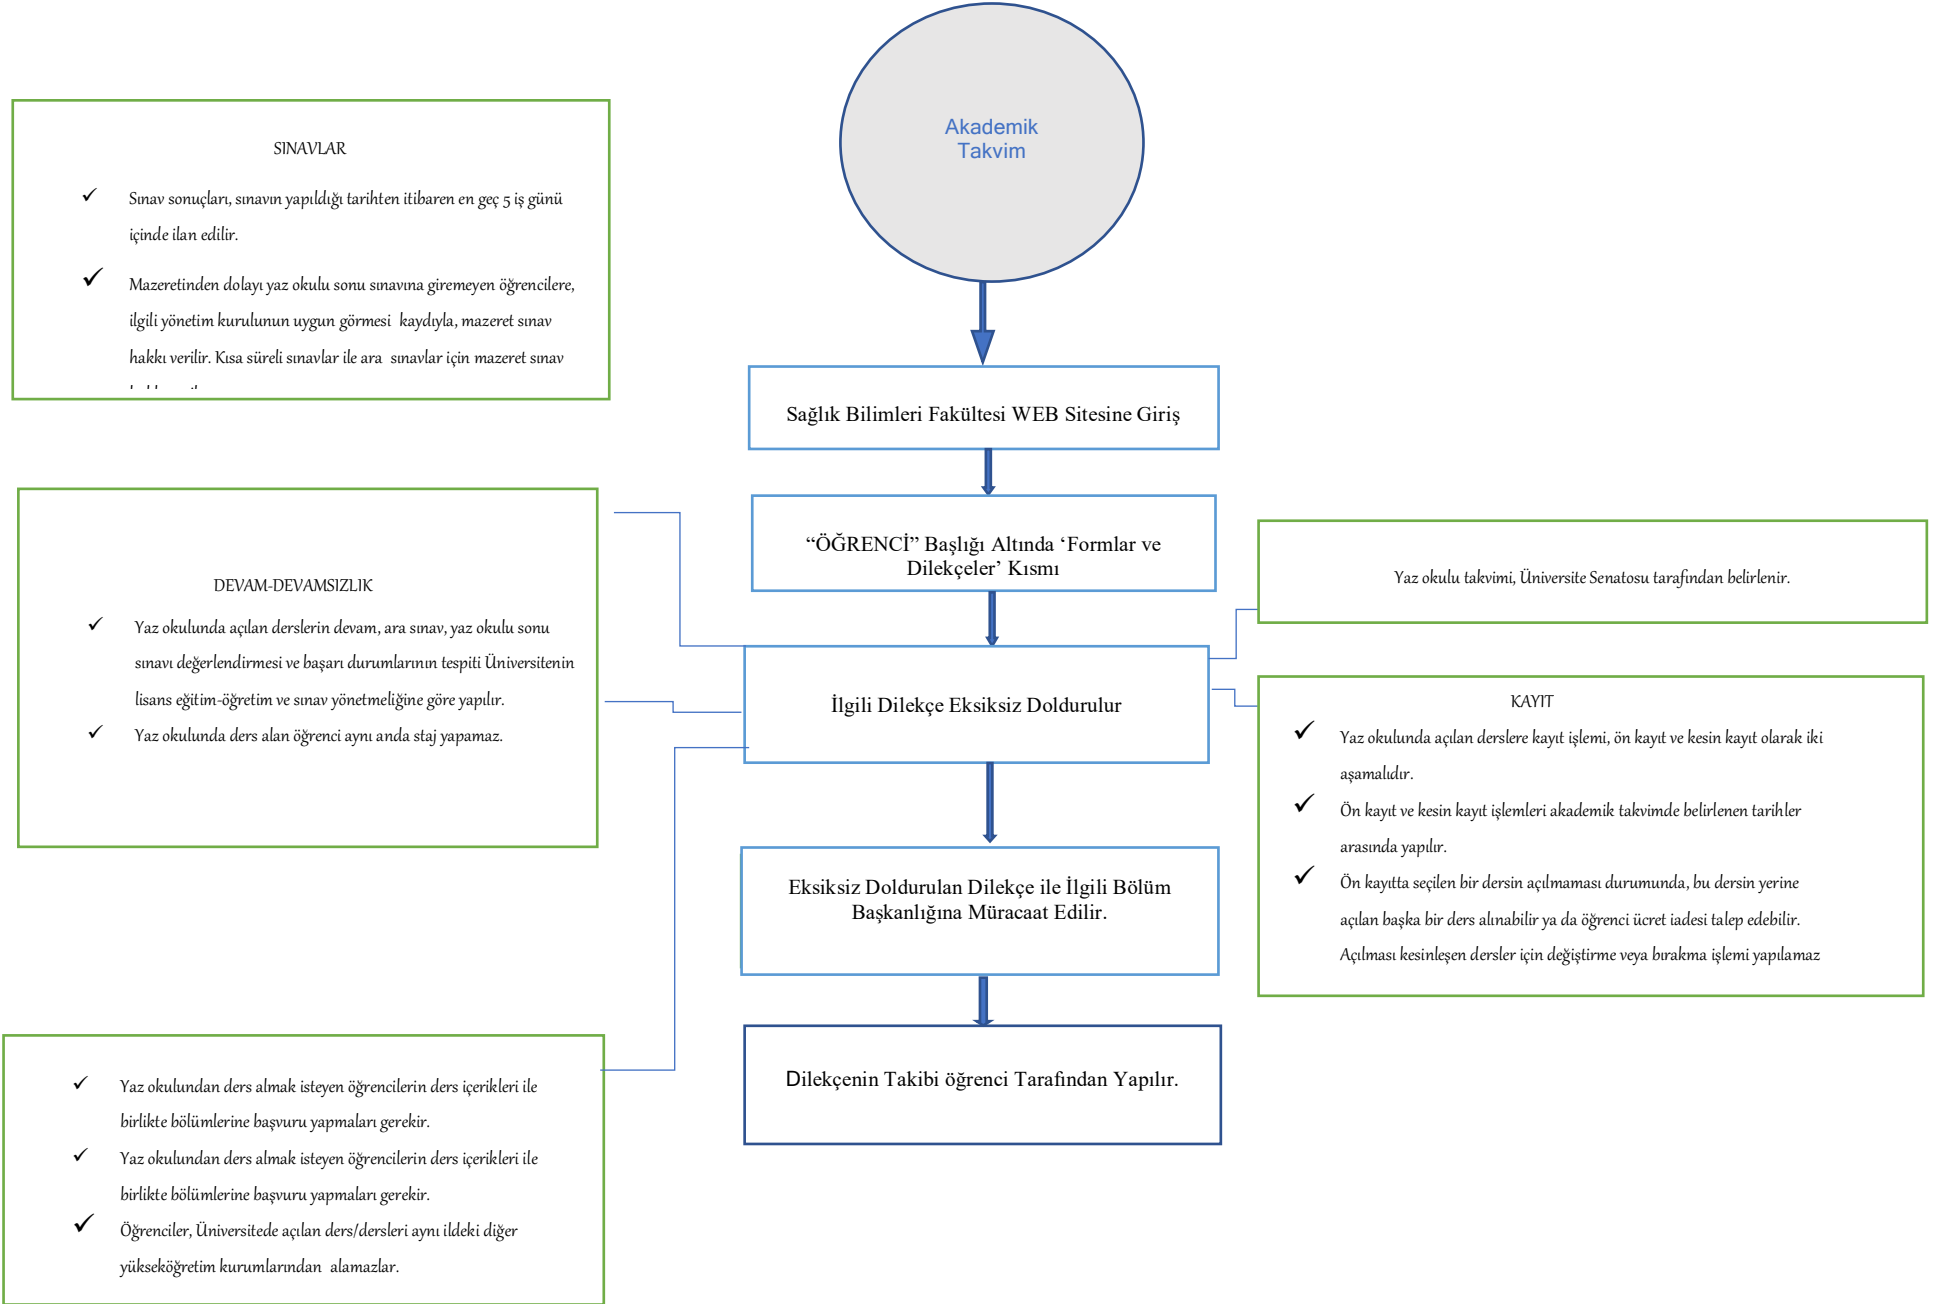 Akademik
Takvim
SINAVLAR
✓ Sınav sonuçları, sınavın yapıldığı tarihten itibaren en geç 5 iş günü
içinde ilan edilir.
✓ Mazeretinden dolayı yaz okulu sonu sınavına giremeyen öğrencilere,
ilgili yönetim kurulunun uygun görmesi kaydıyla, mazeret sınav
hakkı verilir. Kısa süreli sınavlar ile ara sınavlar için mazeret sınav
Sağlık Bilimleri Fakültesi WEB Sitesine Giriş
“ÖĞRENCİ” Başlığı Altında ‘Formlar ve
Dilekçeler’ Kısmı
DEVAM-DEVAMSIZLIK
✓ Yaz okulunda açılan derslerin devam, ara sınav, yaz okulu sonu
sınavı değerlendirmesi ve başarı durumlarının tespiti Üniversitenin
lisans eğitim-öğretim ve sınav yönetmeliğine göre yapılır.
✓ Yaz okulunda ders alan öğrenci aynı anda staj yapamaz.
Yaz okulu takvimi, Üniversite Senatosu tarafından belirlenir.
İlgili Dilekçe Eksiksiz Doldurulur
KAYIT
✓ Yaz okulunda açılan derslere kayıt işlemi, ön kayıt ve kesin kayıt olarak iki
aşamalıdır.
✓ Ön kayıt ve kesin kayıt işlemleri akademik takvimde belirlenen tarihler
arasında yapılır.
✓ Ön kayıtta seçilen bir dersin açılmaması durumunda, bu dersin yerine
açılan başka bir ders alınabilir ya da öğrenci ücret iadesi talep edebilir.
Açılması kesinleşen dersler için değiştirme veya bırakma işlemi yapılamaz
Eksiksiz Doldurulan Dilekçe ile İlgili Bölüm
Başkanlığına Müracaat Edilir.
Dilekçenin Takibi öğrenci Tarafından Yapılır.
✓ Yaz okulundan ders almak isteyen öğrencilerin ders içerikleri ile
birlikte bölümlerine başvuru yapmaları gerekir.
✓ Yaz okulundan ders almak isteyen öğrencilerin ders içerikleri ile
birlikte bölümlerine başvuru yapmaları gerekir.
✓ Öğrenciler, Üniversitede açılan ders/dersleri aynı ildeki diğer
yükseköğretim kurumlarından alamazlar.